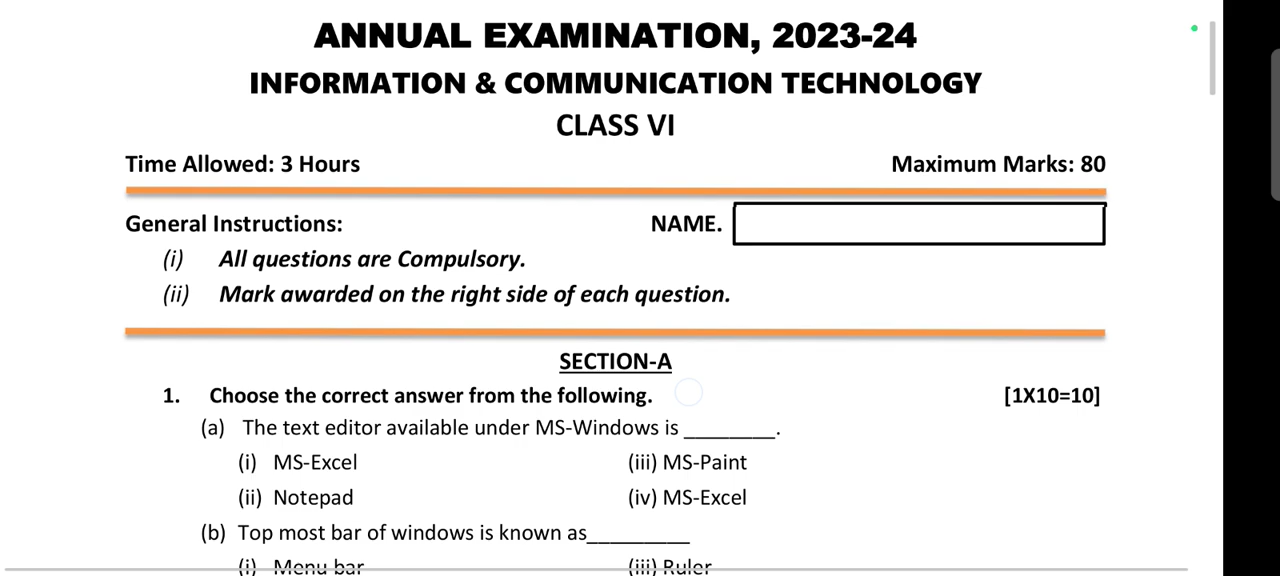 ANNUAL EXAMINATION, 2023-24
INFORMATION & COMMUNICATION TECHNOLOGY
CLASS VI
Time Allowed: 3 Hours Maximum Marks: 80
General Instructions: NAME.
(i) All questions are Compulsory.
(ii) Mark awarded on the right side of each question.
SECTION-A
1. Choose the correct answer from the following. [1X10=10]
(a) The text editor available under MS-Windows is ________.
(i) MS-Excel (iii) MS-Paint
(ii) Notepad (iv) MS-Excel
(b) Top most bar of windows is known as_________
(i) Menu bar (iii) Ruler